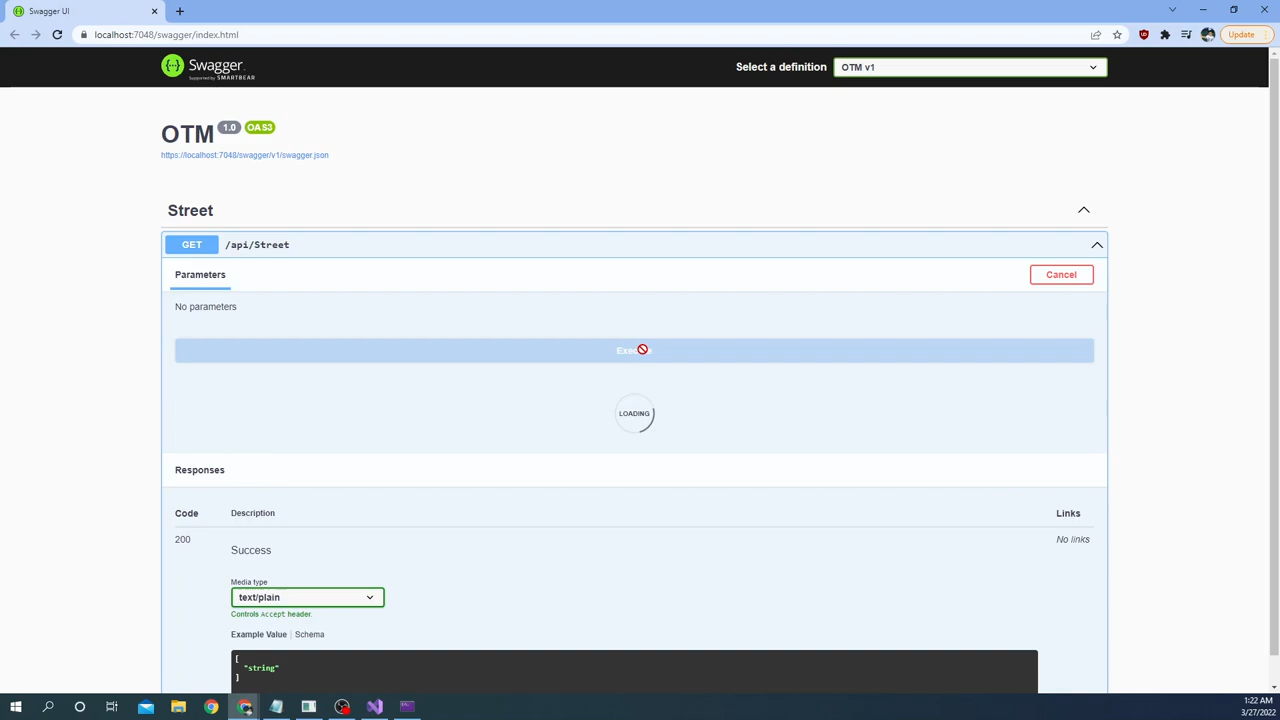 Swagger UI
localhost:7048/swagger/index.html
Update
Swagger
Supported by SMARTBEAR
Select a definition
OTM v1
OTM 1.0 OAS3
https://localhost:7048/swagger/v1/swagger.json
Street
GET /api/Street
Parameters
Cancel
No parameters
LOADING
Responses
Code Description Links
200 Success No links
Media type
text/plain
Controls Accept header.
Example Value Schema
[
"string"
]
1:22 AM
3/27/2022